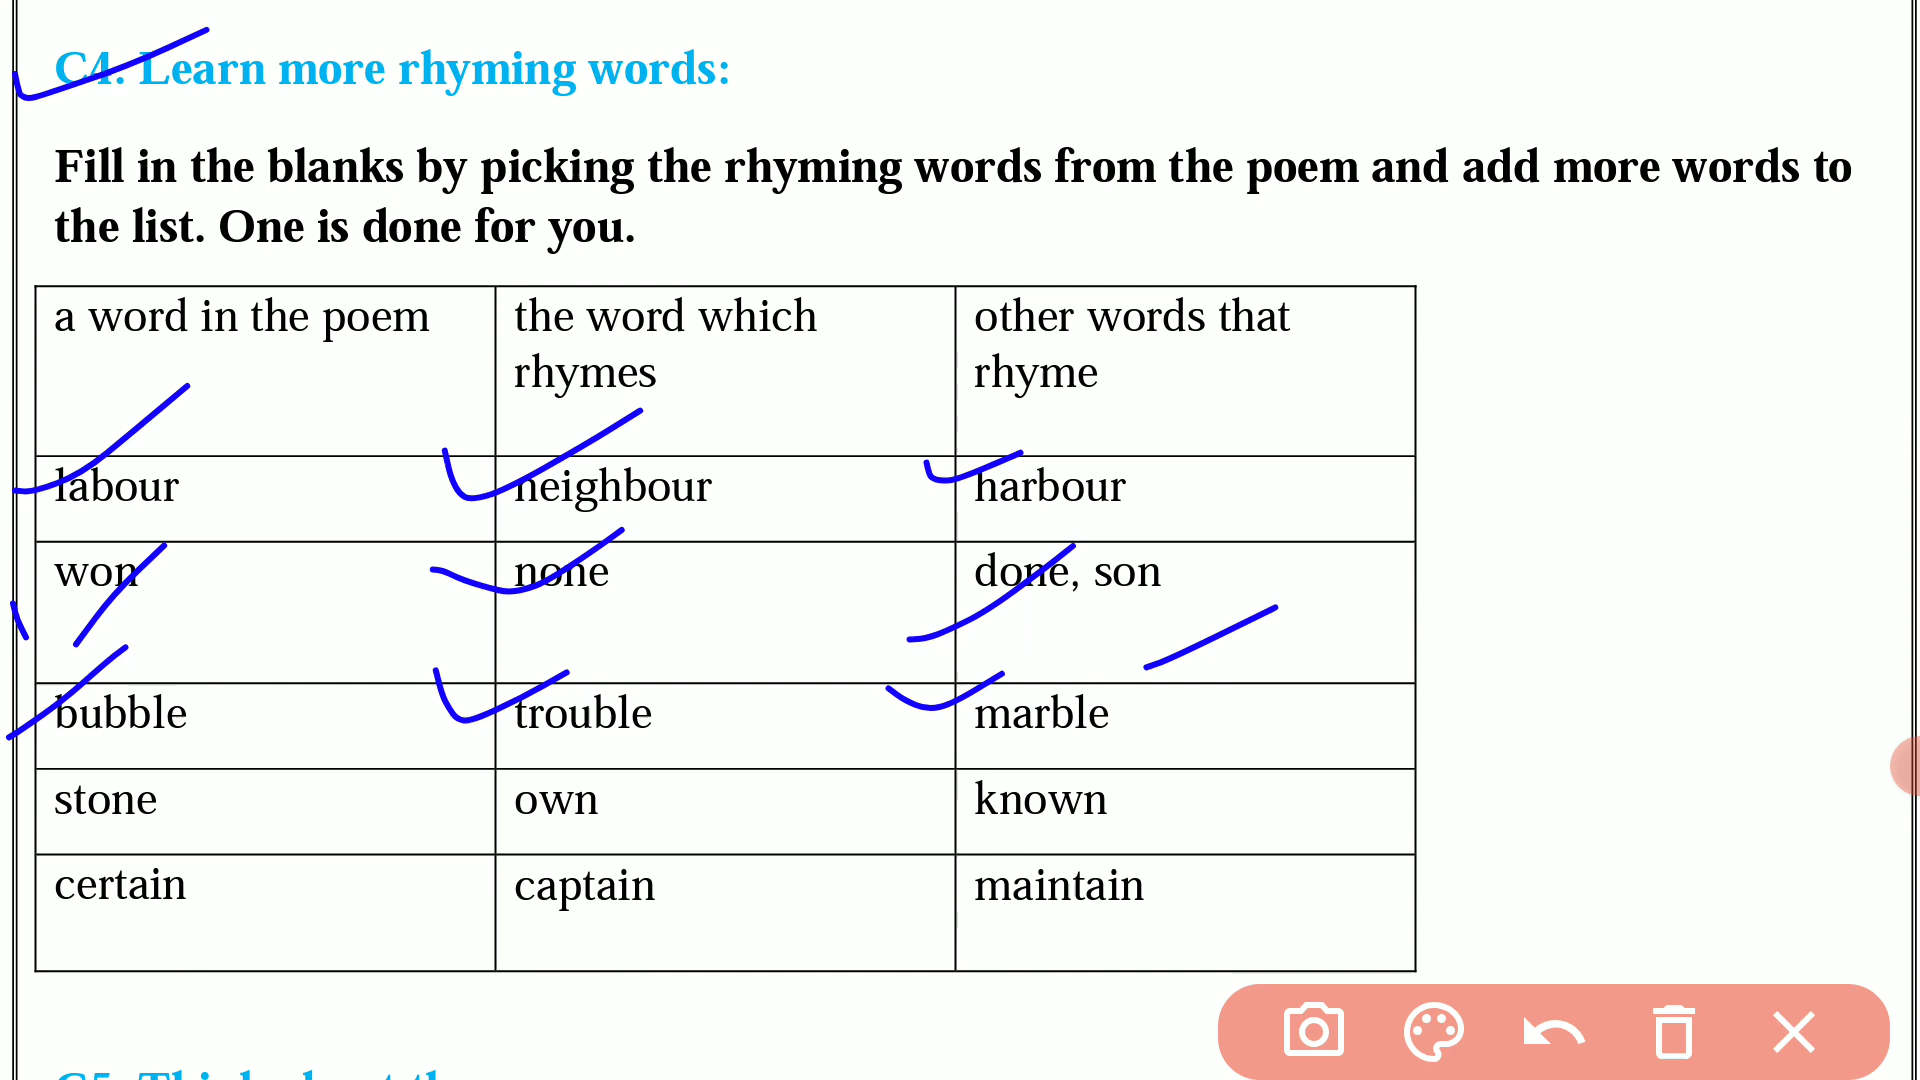 C4. Learn more rhyming words:
Fill in the blanks by picking the rhyming words from the poem and add more words to
the list. One is done for you.
a word in the poem the word which rhymes other words that rhyme
labour neighbour harbour
won none done, son
bubble trouble marble
stone own known
certain captain maintain